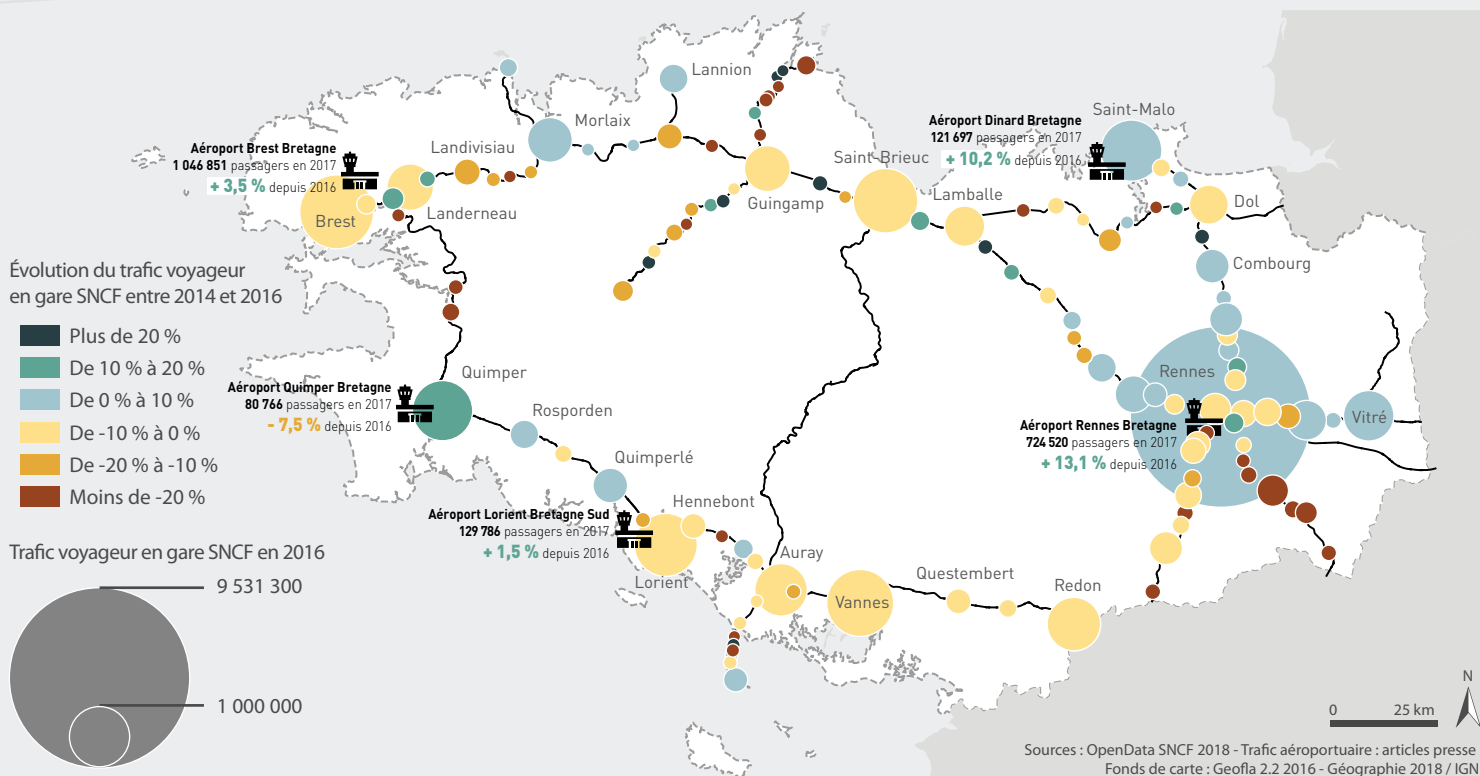 Lannion
Saint-Malo
Morlaix
Aéroport Dinard Bretagne
121 697 passagers en 2017
+ 10,2 % depuis 2016
Aéroport Brest Bretagne
1 046 851 passagers en 2017
+ 3,5 % depuis 2016
Landivisiau
Saint-Brieuc
Lamballe
Guingamp
Dol
Brest
Landerneau
Combourg
Évolution du trafic voyageur
en gare SNCF entre 2014 et 2016
Plus de 20 %
De 10 % à 20 %
De 0 % à 10 %
De -10 % à 0 %
De -20 % à -10 %
Moins de -20 %
Quimper
Aéroport Quimper Bretagne
80 766 passagers en 2017
- 7,5 % depuis 2016
Rosporden
Rennes
Vitré
Aéroport Rennes Bretagne
724 520 passagers en 2017
+ 13,1 % depuis 2016
Quimperlé
Hennebont
Aéroport Lorient Bretagne Sud
129 786 passagers en 2017
+ 1,5 % depuis 2016
Lorient
Auray
Vannes
Questembert
Redon
Trafic voyageur en gare SNCF en 2016
9 531 300
1 000 000
N
0 25 km
Sources : OpenData SNCF 2018 - Trafic aéroportuaire : articles presse
Fonds de carte : Geofla 2.2 2016 - Géographie 2018 / IGN